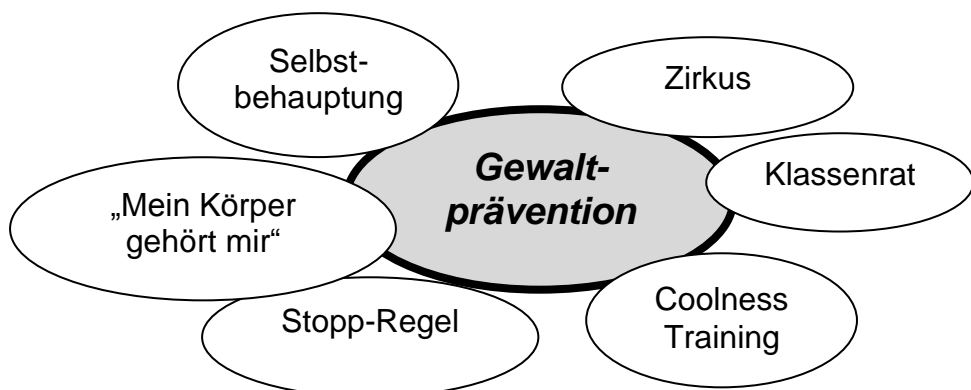 Selbst-
behauptung
Zirkus
Gewalt-
prävention
Klassenrat
„Mein Körper
gehört mir“
Stopp-Regel
Coolness
Training